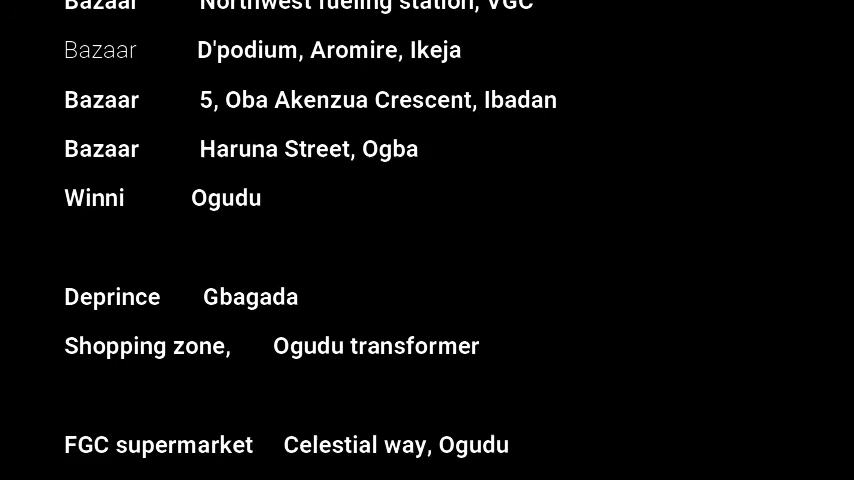 Bazaar Northwest fueling station, VGC
Bazaar D'podium, Aromire, Ikeja
Bazaar 5, Oba Akenzua Crescent, Ibadan
Bazaar Haruna Street, Ogba
Winni Ogudu
Deprince Gbagada
Shopping zone, Ogudu transformer
FGC supermarket Celestial way, Ogudu